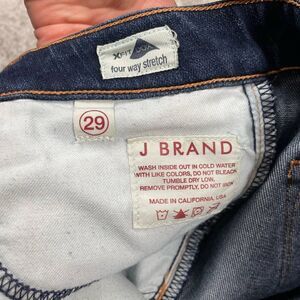 XFIT
four way stretch
29
J BRAND
WASH INSIDE OUT IN COLD WATER
WITH LIKE COLORS, DO NOT BLEACH
TUMBLE DRY LOW,
REMOVE PROMPTLY, DO NOT IRON
MADE IN CALIFORNIA, USA